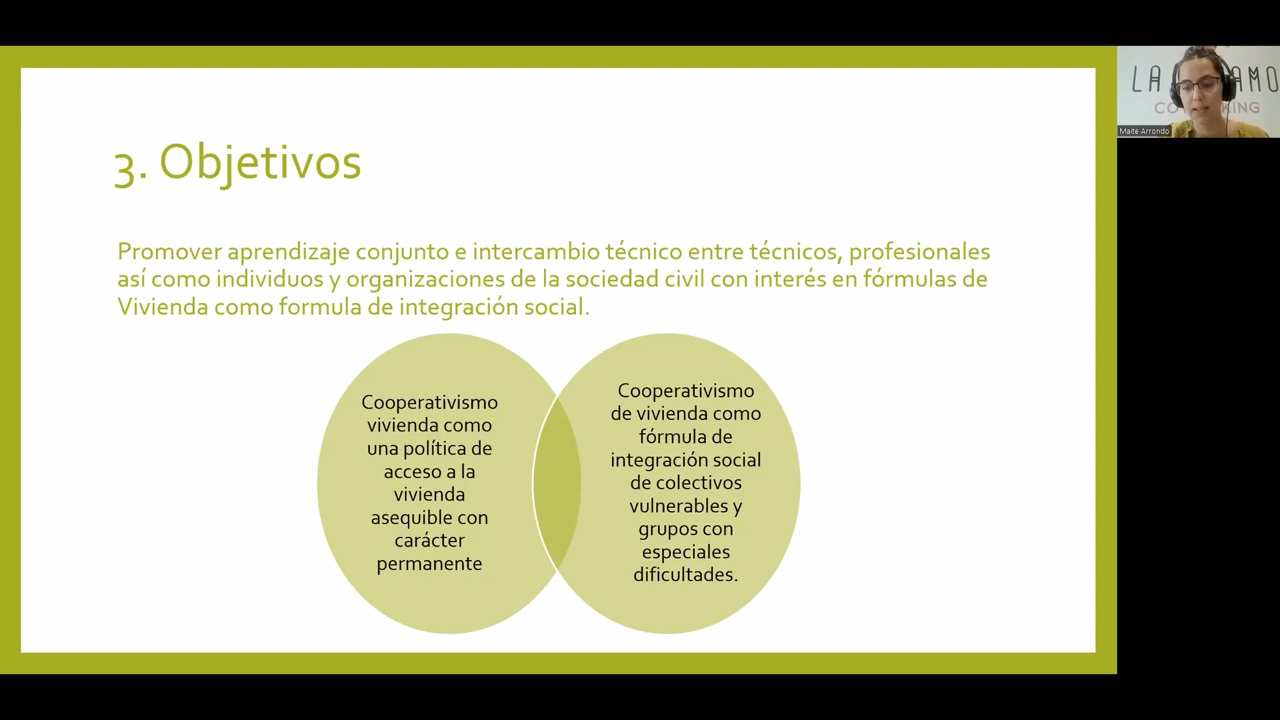 3. Objetivos
Promover aprendizaje conjunto e intercambio técnico entre técnicos, profesionales
así como individuos y organizaciones de la sociedad civil con interés en fórmulas de
Vivienda como formula de integración social.
Cooperativismo
vivienda como
una política de
acceso a la
vivienda
asequible con
carácter
permanente
Cooperativismo
de vivienda como
fórmula de
integración social
de colectivos
vulnerables y
grupos con
especiales
dificultades.
LA
Maite Arrondo